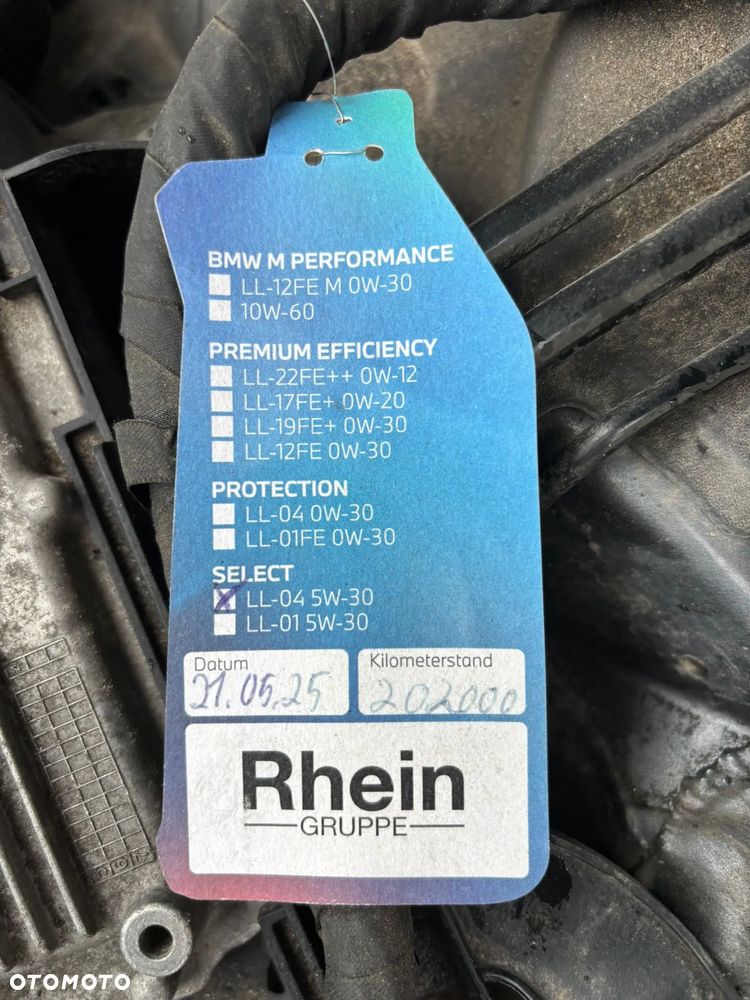 BMW M PERFORMANCE
LL-12FE M 0W-30
10W-60
PREMIUM EFFICIENCY
LL-22FE++ 0W-12
LL-17FE+ 0W-20
LL-19FE+ 0W-30
LL-12FE 0W-30
PROTECTION
LL-04 0W-30
LL-01FE 0W-30
SELECT
LL-04 5W-30
LL-01 5W-30
Datum
21.05.25
Kilometerstand
202000
Rhein
GRUPPE
OTOMOTO